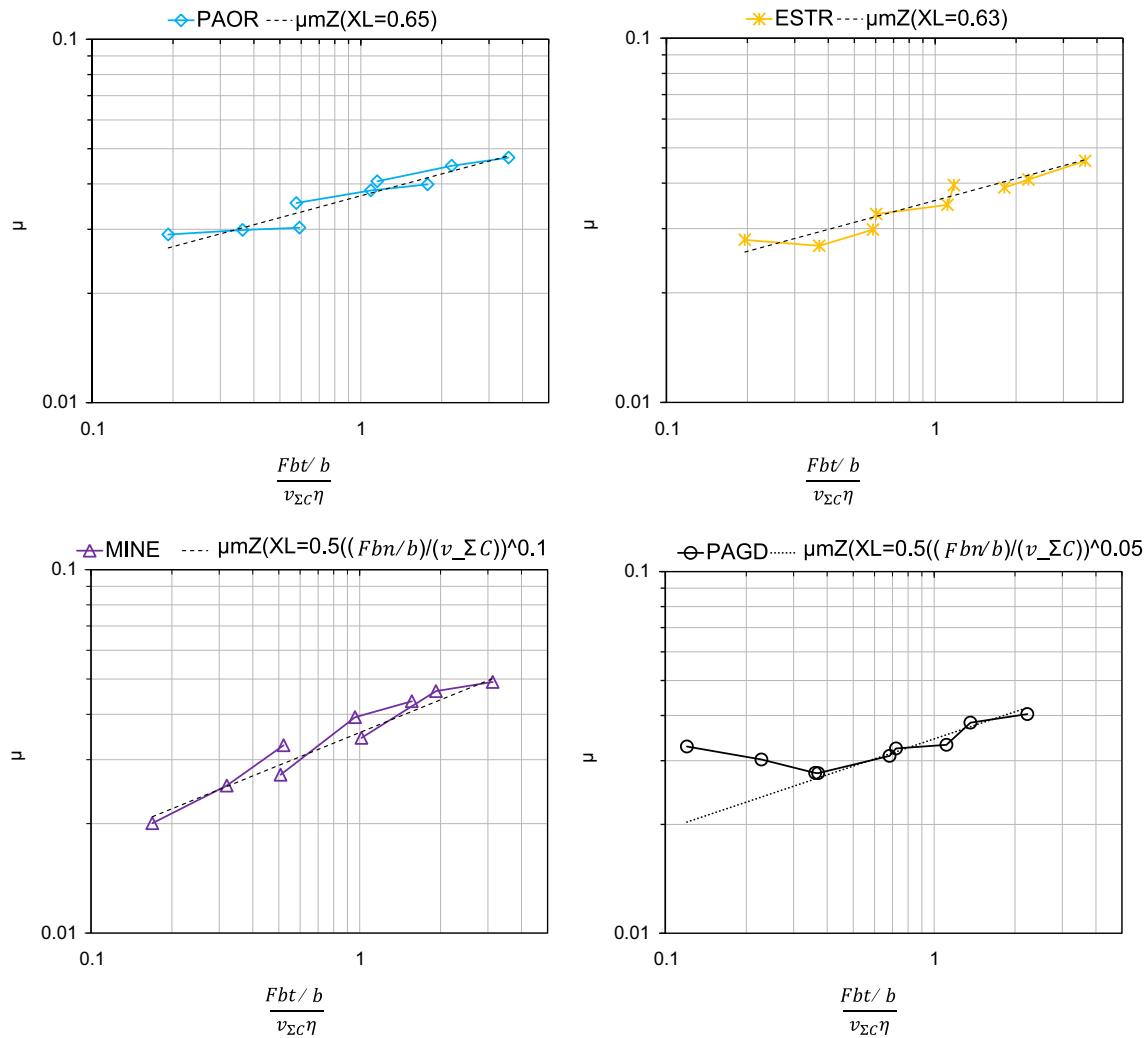 PAOR µmZ(XL=0.65)
0.1
µ
0.01
0.1 1
Fbt/ b
v_ΣC η
ESTR µmZ(XL=0.63)
0.1
µ
0.01
0.1 1
Fbt/ b
v_ΣC η
MINE µmZ(XL=0.5((Fbn/b)/(v_ΣC))^0.1
0.1
µ
0.01
0.1 1
Fbt/ b
v_ΣC η
PAGD µmZ(XL=0.5((Fbn/b)/(v_ΣC))^0.05
0.1
µ
0.01
0.1 1
Fbt/ b
v_ΣC η